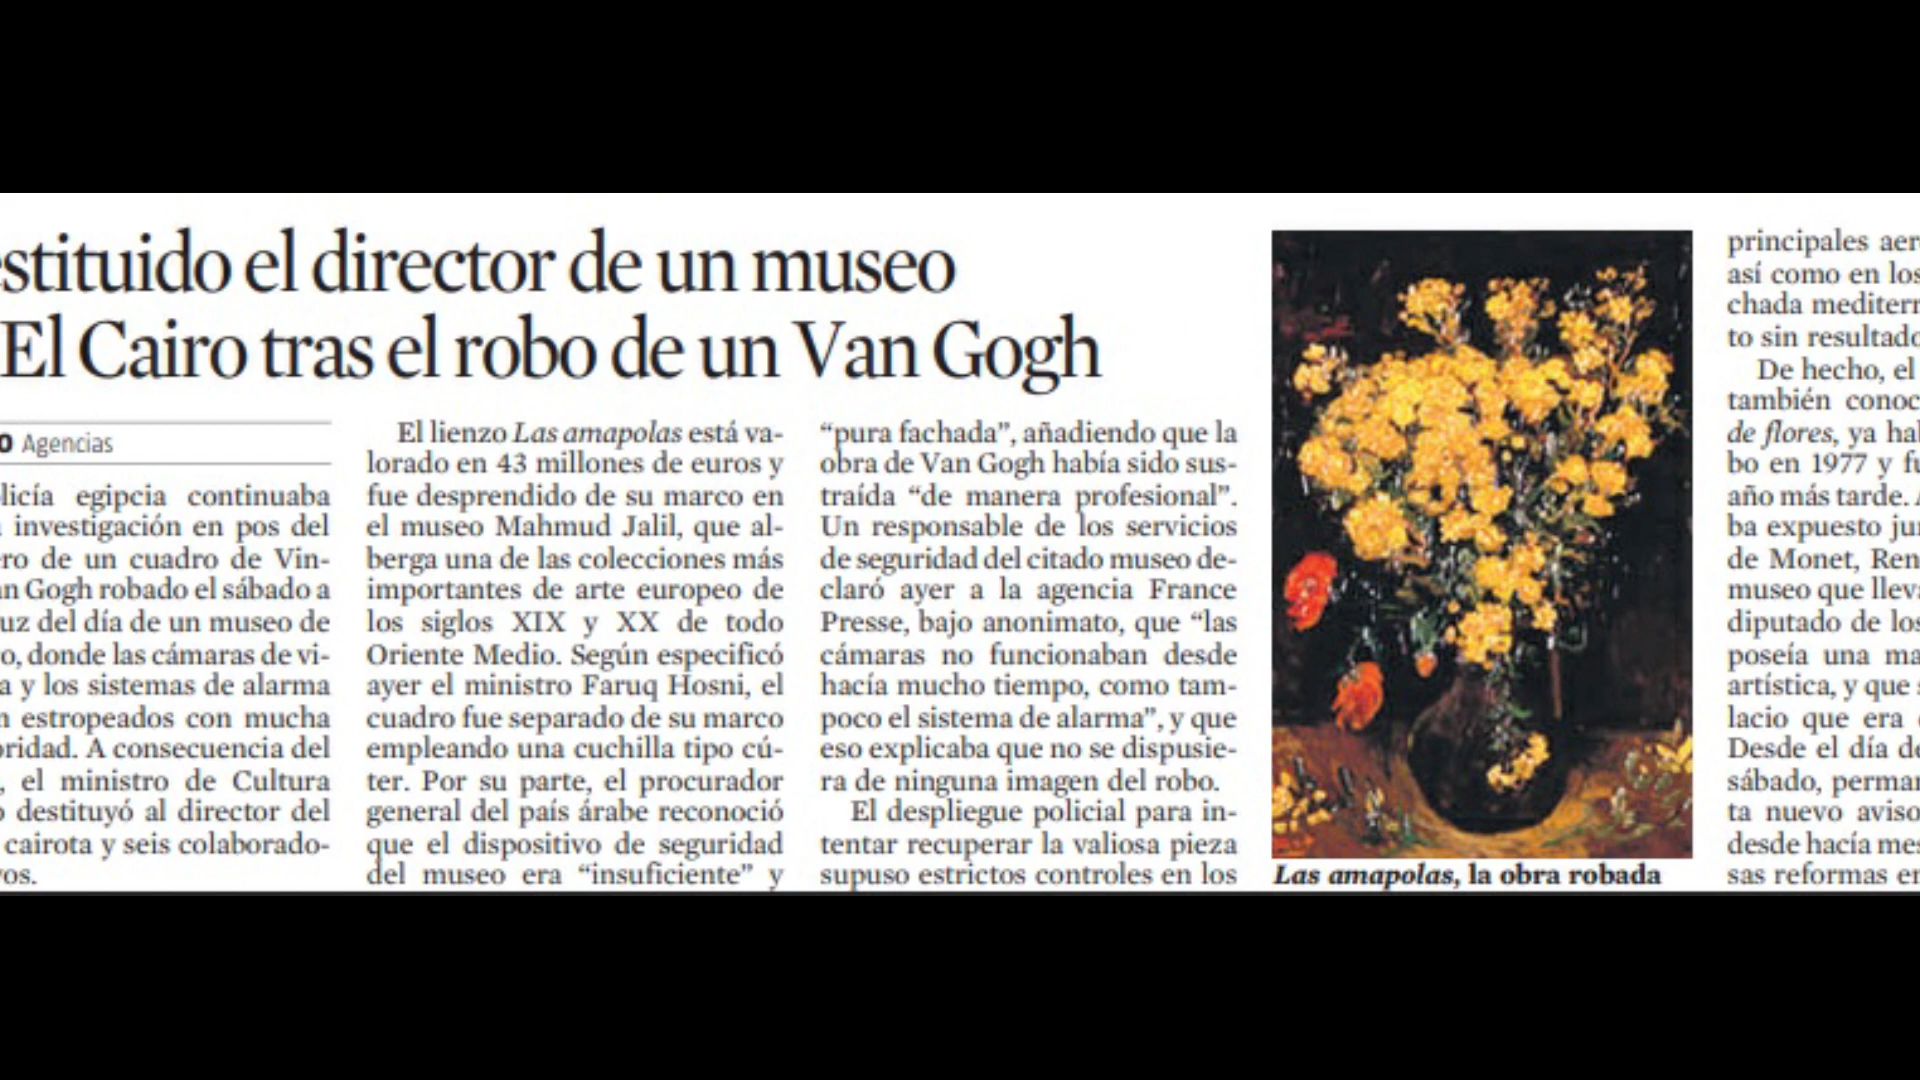 estituido el director de un museo
El Cairo tras el robo de un Van Gogh
O Agencias
licía egipcia continuaba
investigación en pos del
ro de un cuadro de Vin-
n Gogh robado el sábado a
uz del día de un museo de
o, donde las cámaras de vi-
a y los sistemas de alarma
n estropeados con mucha
oridad. A consecuencia del
, el ministro de Cultura
destituyó al director del
cairota y seis colaborado-
os.
El lienzo Las amapolas está va-
lorado en 43 millones de euros y
fue desprendido de su marco en
el museo Mahmud Jalil, que al-
berga una de las colecciones más
importantes de arte europeo de
los siglos XIX y XX de todo
Oriente Medio. Según especificó
ayer el ministro Faruq Hosni, el
cuadro fue separado de su marco
empleando una cuchilla tipo cú-
ter. Por su parte, el procurador
general del país árabe reconoció
que el dispositivo de seguridad
del museo era “insuficiente” y
“pura fachada”, añadiendo que la
obra de Van Gogh había sido sus-
traída “de manera profesional”.
Un responsable de los servicios
de seguridad del citado museo de-
claró ayer a la agencia France
Presse, bajo anonimato, que “las
cámaras no funcionaban desde
hacía mucho tiempo, como tam-
poco el sistema de alarma”, y que
eso explicaba que no se dispusie-
ra de ninguna imagen del robo.
El despliegue policial para in-
tentar recuperar la valiosa pieza
supuso estrictos controles en los
Las amapolas, la obra robada
principales aer
así como en los
chada mediterr
to sin resultado
De hecho, el
también conoc
de flores, ya hal
bo en 1977 y fu
año más tarde. A
ba expuesto jun
de Monet, Ren
museo que lleva
diputado de los
poseía una ma
artística, y que s
lacio que era
Desde el día de
sábado, perman
ta nuevo aviso
desde hacía mes
sas reformas en